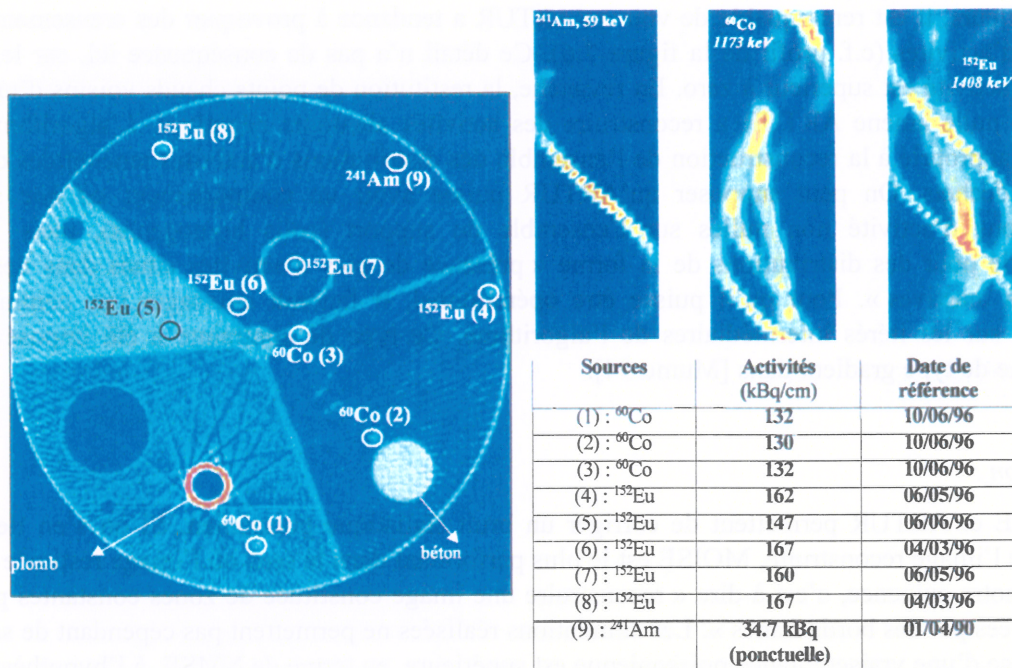 241Am, 59 keV
60Co
1173 keV
152Eu
1408 keV
152Eu (8)
241Am (9)
152Eu (7)
152Eu (6)
152Eu (4)
152Eu (5)
60Co (3)
60Co (2)
60Co (1)
plomb
béton
Sources Activités Date de
(kBq/cm) référence
(1) : 60Co 132 10/06/96
(2) : 60Co 130 10/06/96
(3) : 60Co 132 10/06/96
(4) : 152Eu 162 06/05/96
(5) : 152Eu 147 06/06/96
(6) : 152Eu 167 04/03/96
(7) : 152Eu 160 06/05/96
(8) : 152Eu 167 04/03/96
(9) : 241Am 34.7 kBq 01/04/90
(ponctuelle)